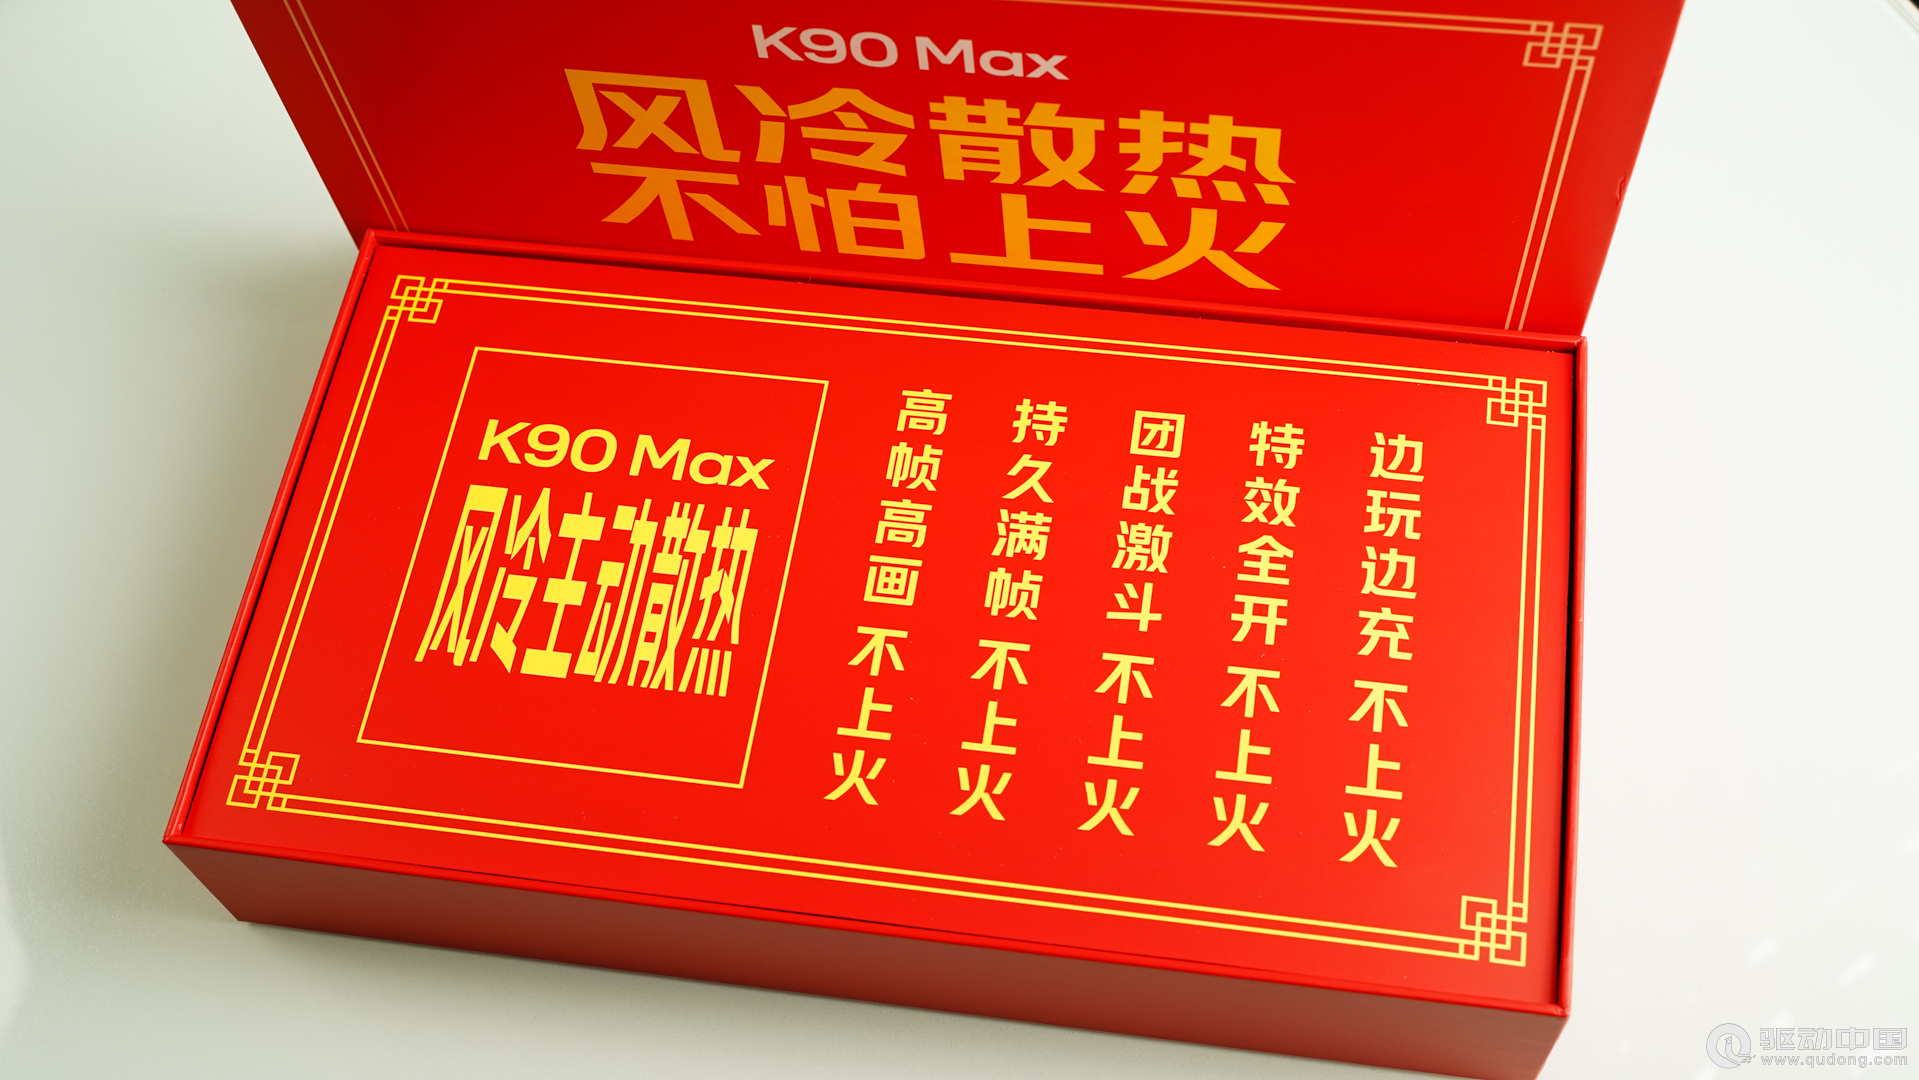 K90 Max
风冷散热
不怕上火
K90 Max
风冷主动散热
高帧高画 不上火
持久满帧 不上火
团战激斗 不上火
特效全开 不上火
边玩边充 不上火
驱动中国
www.qudong.com